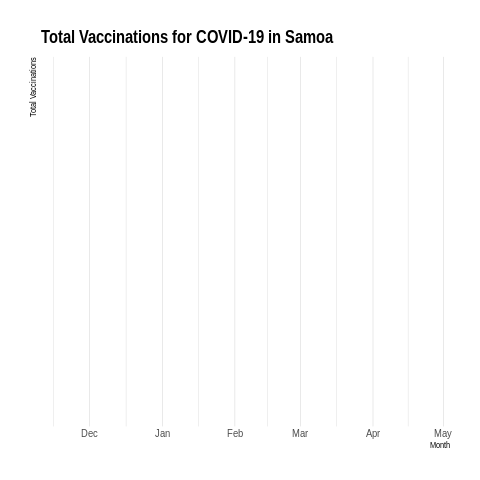 Total Vaccinations for COVID-19 in Samoa
Total Vaccinations
Dec Jan Feb Mar Apr May
Month